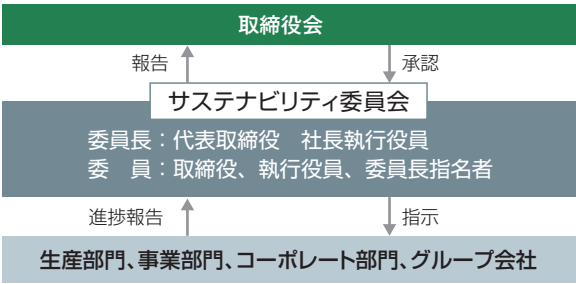 取締役会
報告
承認
サステナビリティ委員会
委員長：代表取締役　社長執行役員
委　員：取締役、執行役員、委員長指名者
進捗報告
指示
生産部門、事業部門、コーポレート部門、グループ会社